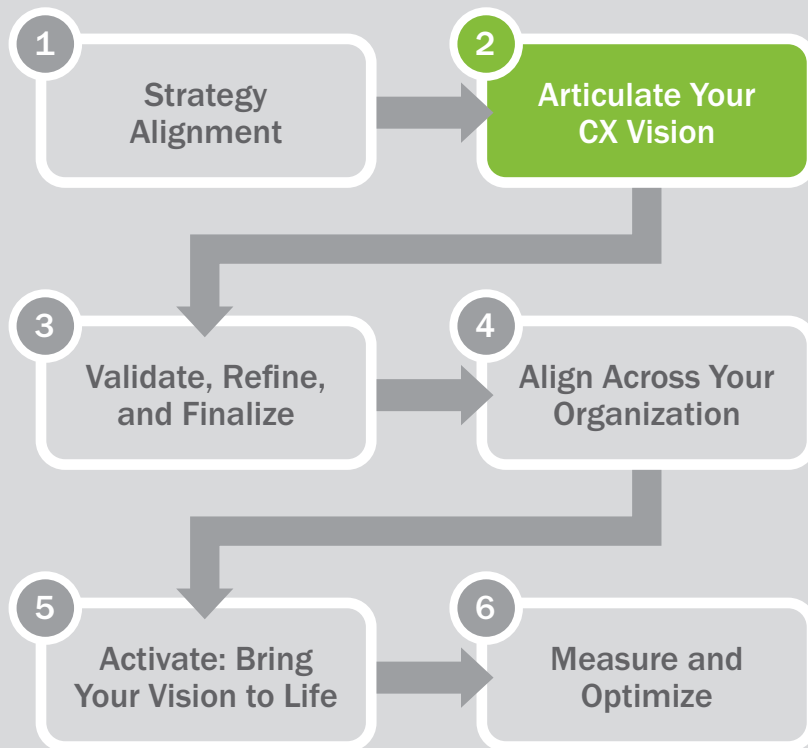 1
Strategy
Alignment
2
Articulate Your
CX Vision
3
Validate, Refine,
and Finalize
4
Align Across Your
Organization
5
Activate: Bring
Your Vision to Life
6
Measure and
Optimize